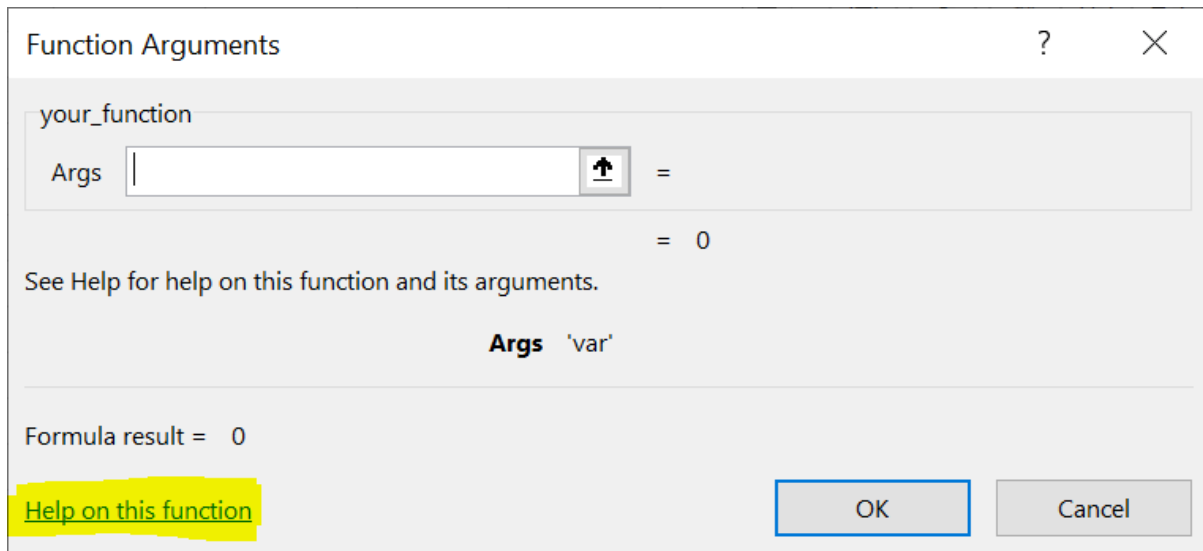 Function Arguments ?
your_function
Args =
= 0
See Help for help on this function and its arguments.
Args 'var'
Formula result = 0
Help on this function OK Cancel